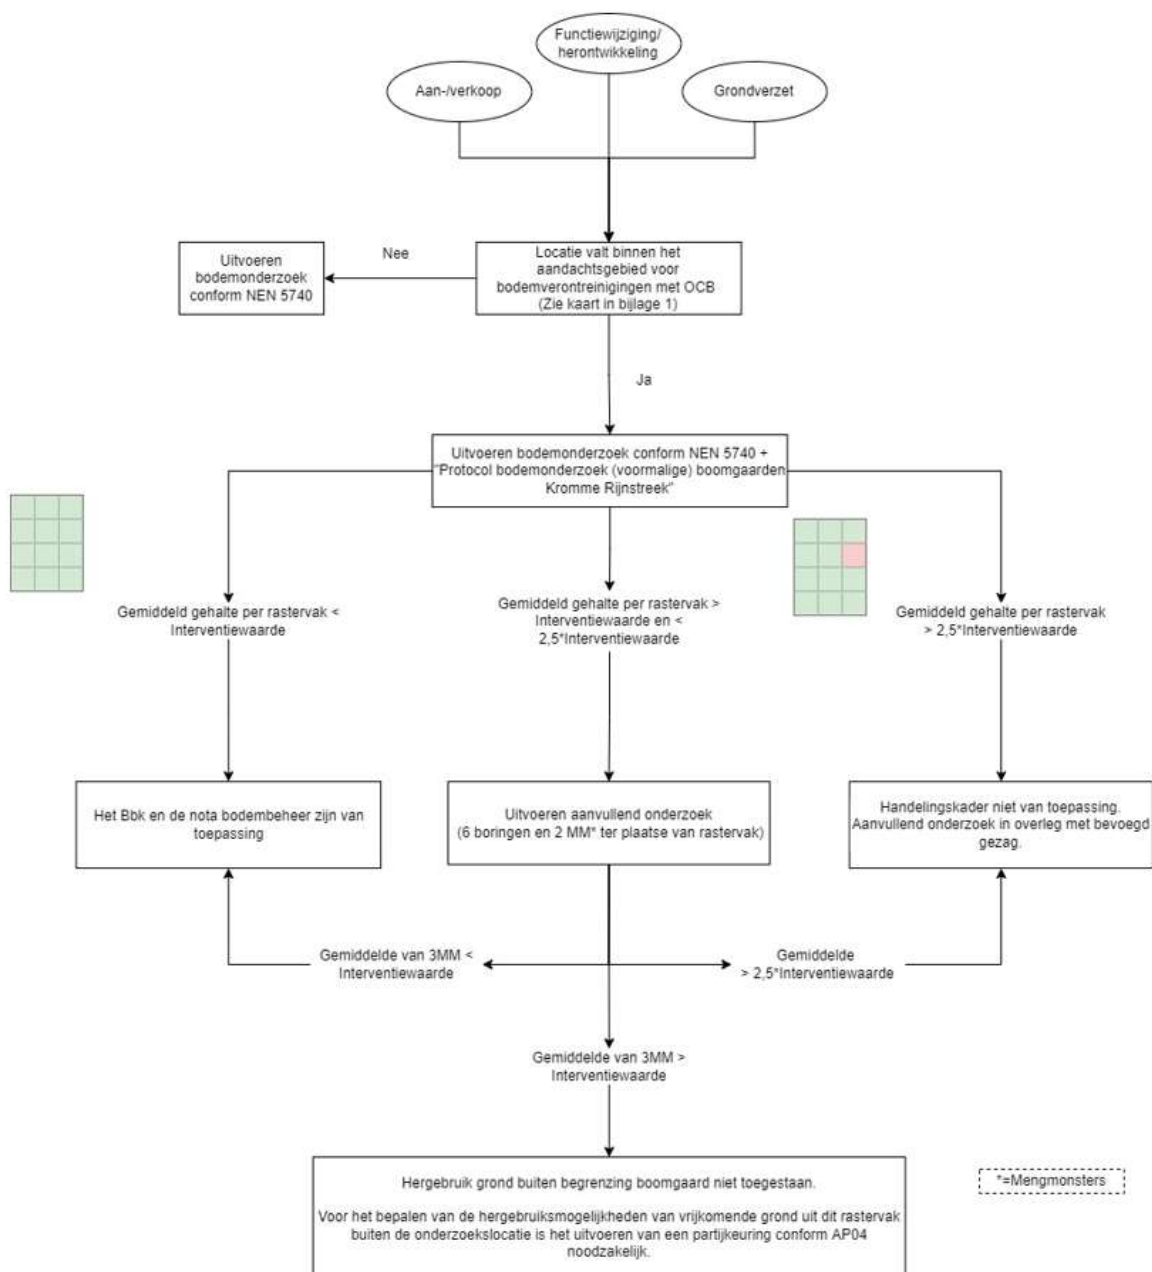 Functiewijziging/
herontwikkeling
Aan-/verkoop
Grondverzet
Nee
Uitvoeren
bodemonderzoek
conform NEN 5740
Locatie valt binnen het
aandachtsgebied voor
bodemverontreinigingen met OCB
(Zie kaart in bijlage 1)
Ja
Uitvoeren bodemonderzoek conform NEN 5740 +
"Protocol bodemonderzoek (voormalige) boomgaarden
Kromme Rijnstreek"
Gemiddeld gehalte per rastervak <
Interventiewaarde
Gemiddeld gehalte per rastervak >
Interventiewaarde en <
2,5*Interventiewaarde
Gemiddeld gehalte per rastervak
> 2,5*Interventiewaarde
Het Bbk en de nota bodembeheer zijn van
toepassing
Uitvoeren aanvullend onderzoek
(6 boringen en 2 MM* ter plaatse van rastervak)
Handelingskader niet van toepassing.
Aanvullend onderzoek in overleg met bevoegd
gezag.
Gemiddelde van 3MM <
Interventiewaarde
Gemiddelde
> 2,5*Interventiewaarde
Gemiddelde van 3MM >
Interventiewaarde
Hergebruik grond buiten begrenzing boomgaard niet toegestaan.
Voor het bepalen van de hergebruiksmogelijkheden van vrijkomende grond uit dit rastervak
buiten de onderzoekslocatie is het uitvoeren van een partijkeuring conform AP04
noodzakelijk.
*=Mengmonsters